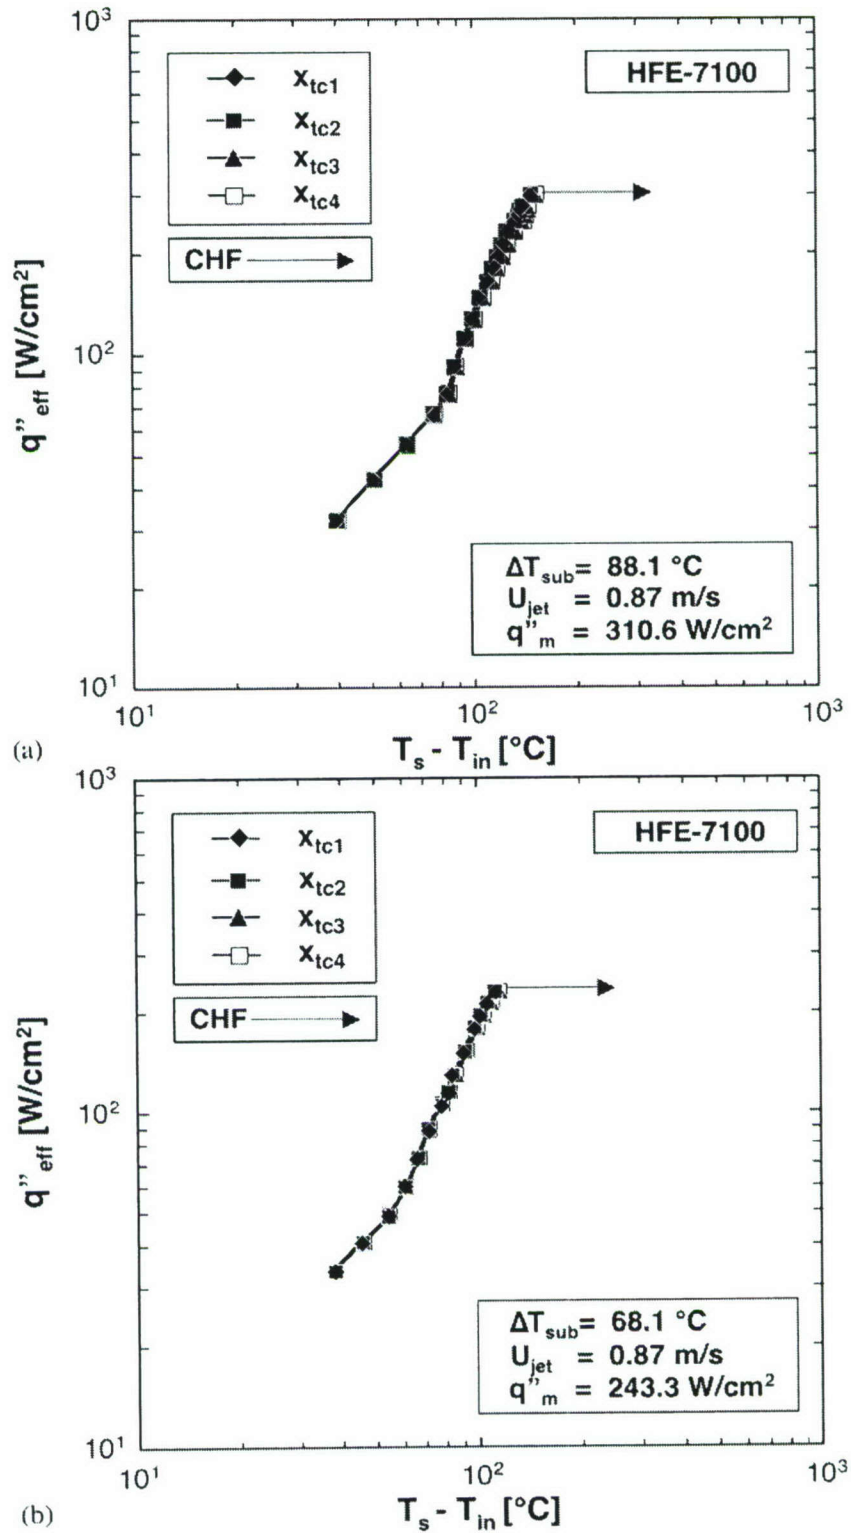 10³
HFE-7100
x_tc1
x_tc2
x_tc3
x_tc4
CHF
q”_eff [W/cm²]
10²
ΔT_sub= 88.1 °C
U_jet = 0.87 m/s
q”_m = 310.6 W/cm²
10¹
10¹ 10² 10³
(a) T_s - T_in [°C]
10³
HFE-7100
x_tc1
x_tc2
x_tc3
x_tc4
CHF
q”_eff [W/cm²]
10²
ΔT_sub= 68.1 °C
U_jet = 0.87 m/s
q”_m = 243.3 W/cm²
10¹
10¹ 10² 10³
(b) T_s - T_in [°C]